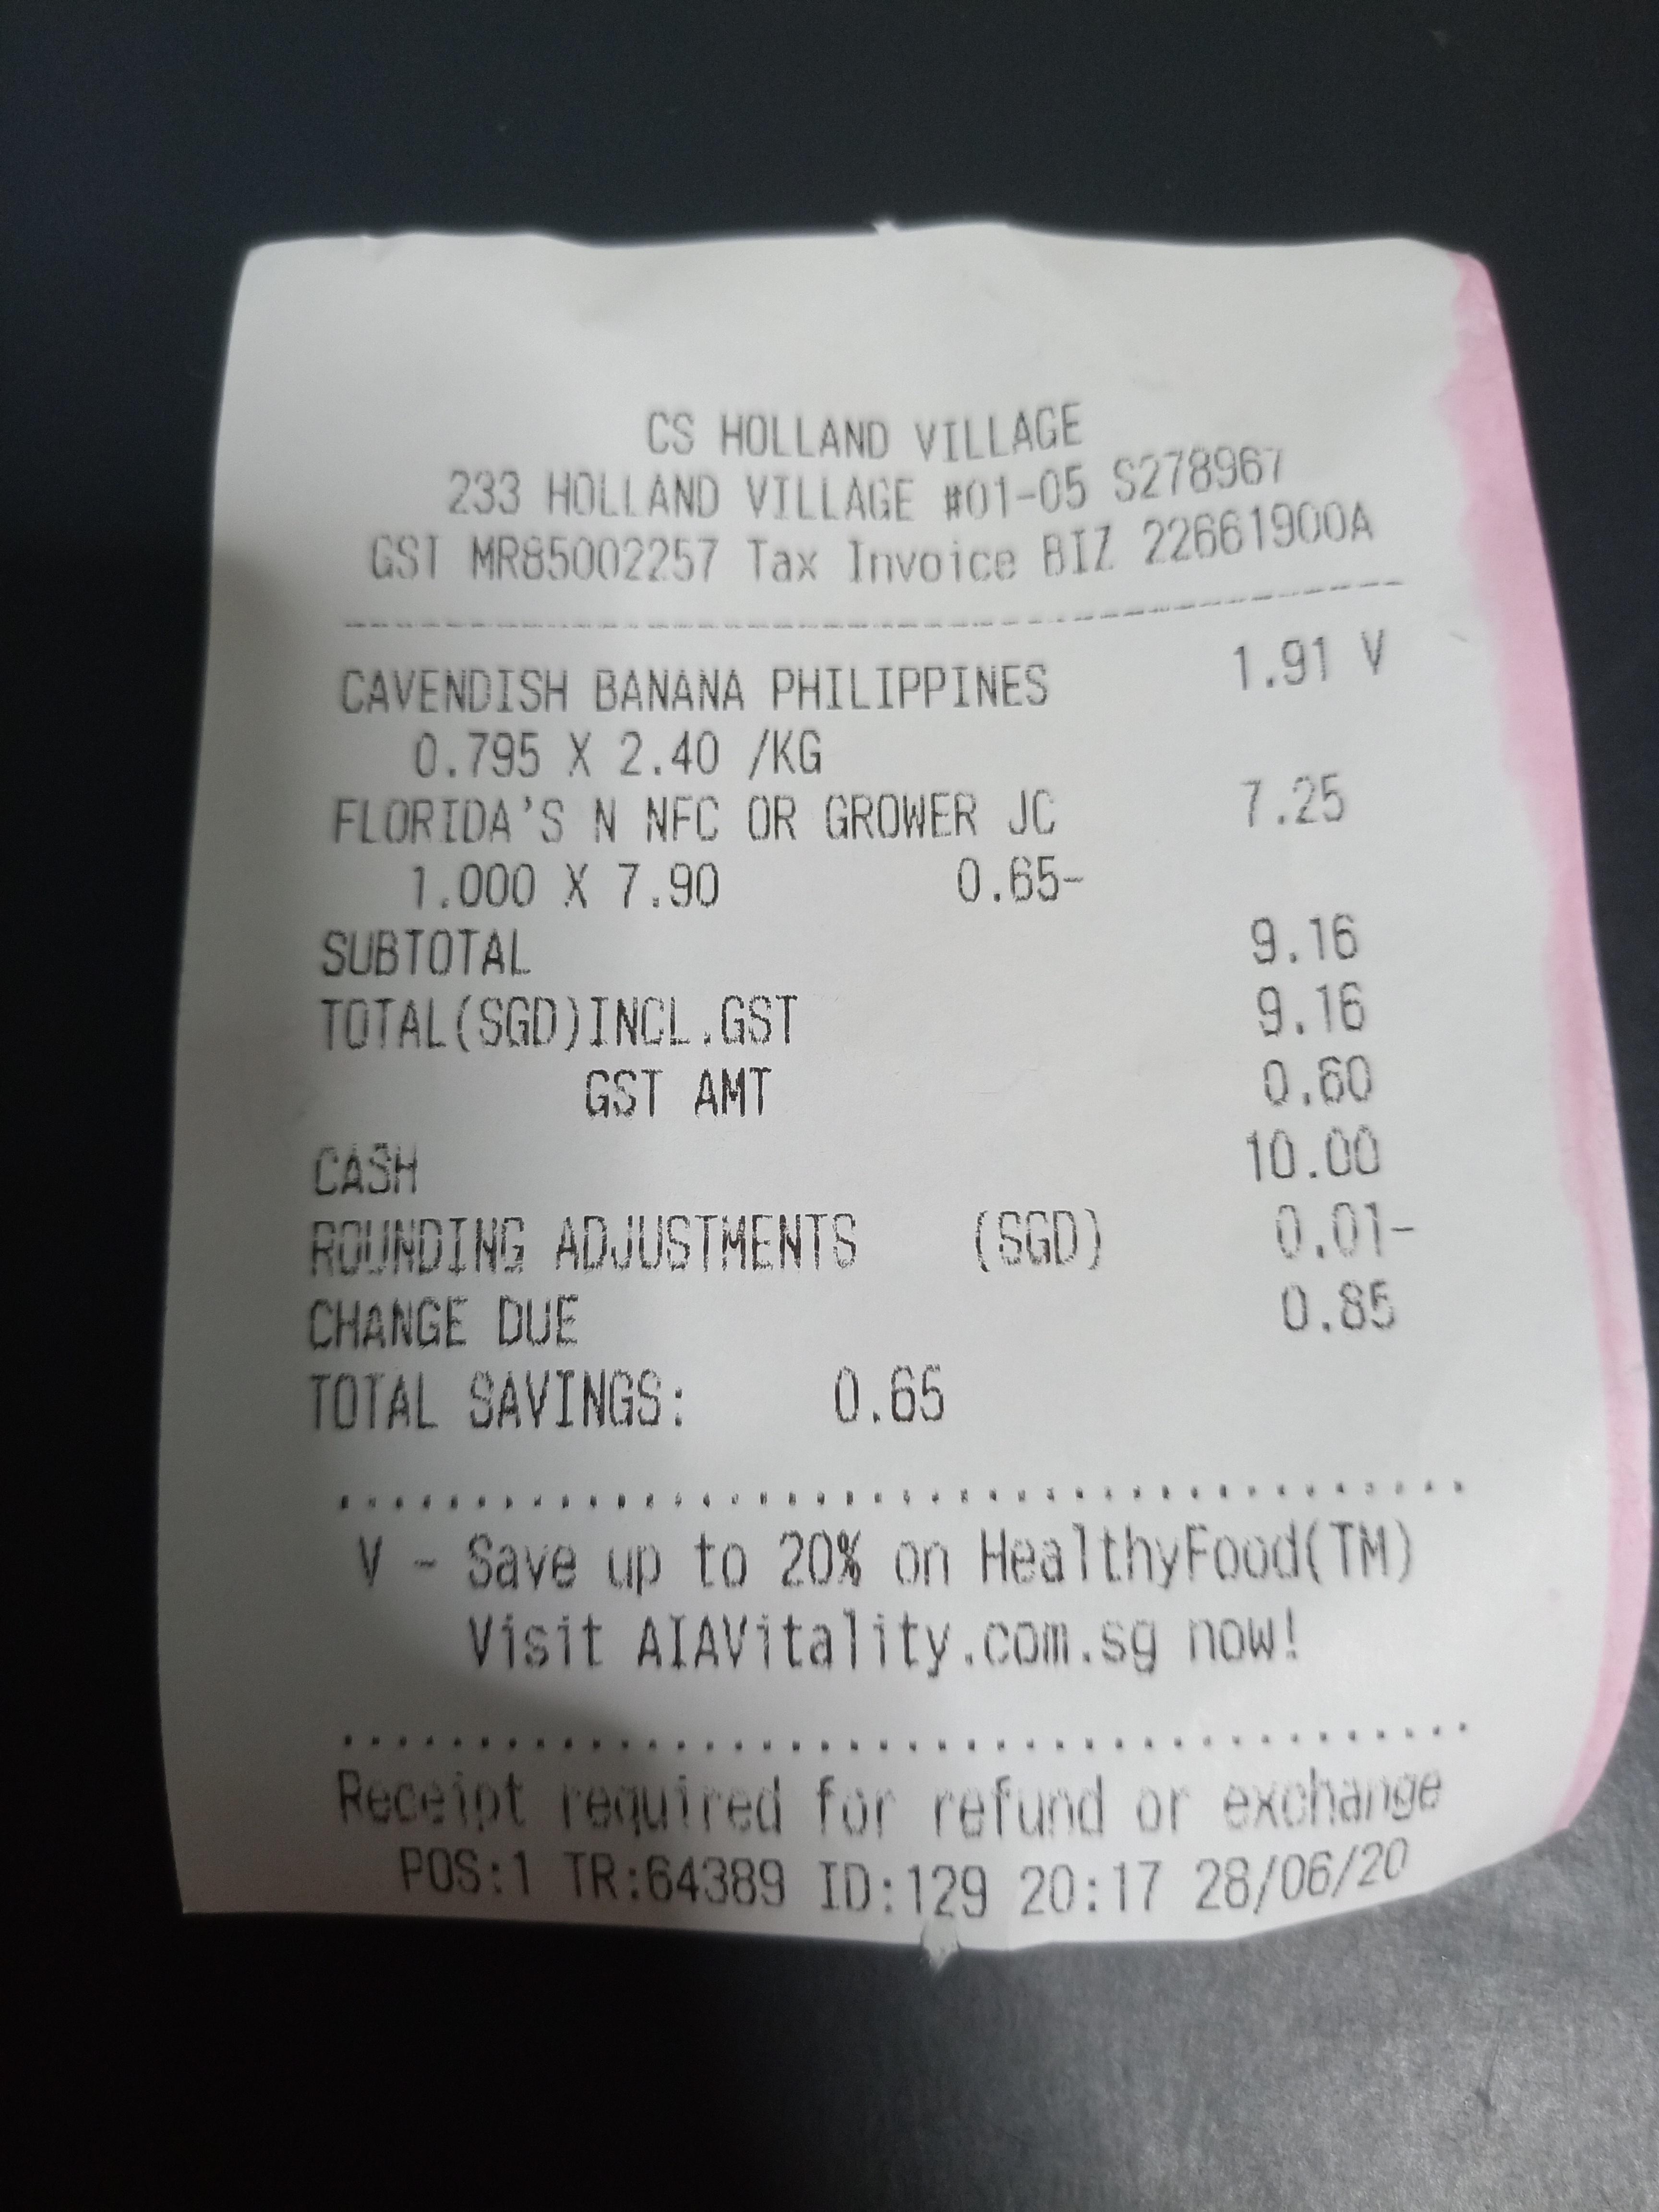 CS HOLLAND VILLAGE
233 HOLLAND VILLAGE #01-05 S278967
GST MR85002257 Tax Invoice BIZ 22661900A
--------------------------------------
CAVENDISH BANANA PHILIPPINES 1.91 V
0.795 X 2.40 /KG
FLORIDA'S N NFC OR GROWER JC 7.25
1.000 X 7.90 0.65-
SUBTOTAL 9.16
TOTAL(SGD)INCL.GST 9.16
GST AMT 0.60
CASH 10.00
ROUNDING ADJUSTMENTS (SGD) 0.01-
CHANGE DUE 0.85
TOTAL SAVINGS: 0.65
........................................
V - Save up to 20% on HealthyFood(TM)
Visit AIAVitality.com.sg now!
........................................
Receipt required for refund or exchange
POS:1 TR:64389 ID:129 20:17 28/06/20